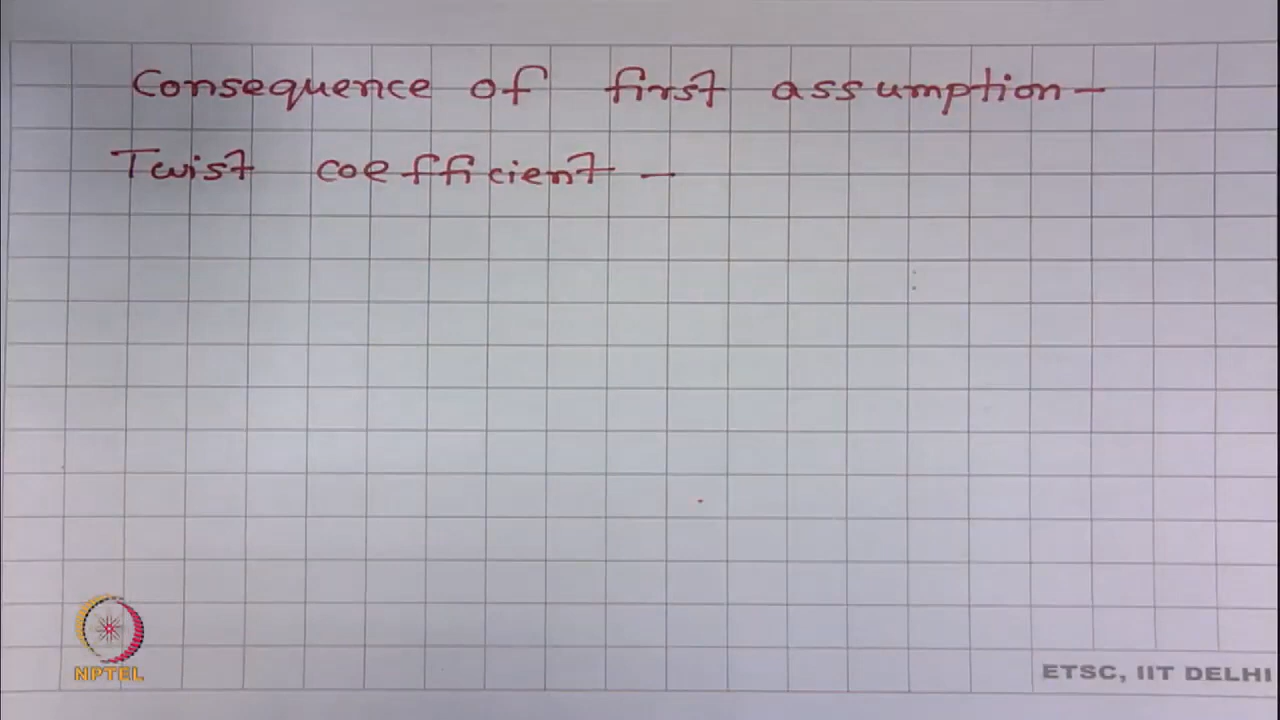 Consequence of first assumption-
Twist coefficient -
NPTEL
ETSC, IIT DELHI